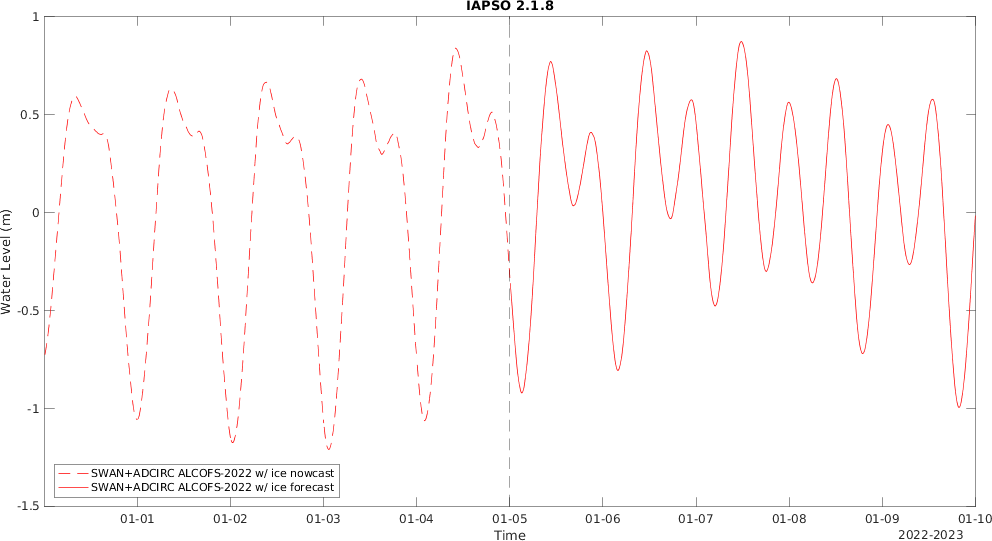 IAPSO 2.1.8
1
0.5
0
-0.5
-1
-1.5
Water Level (m)
SWAN+ADCIRC ALCOFS-2022 w/ ice nowcast
SWAN+ADCIRC ALCOFS-2022 w/ ice forecast
01-01 01-02 01-03 01-04 01-05 01-06 01-07 01-08 01-09 01-10
Time
2022-2023